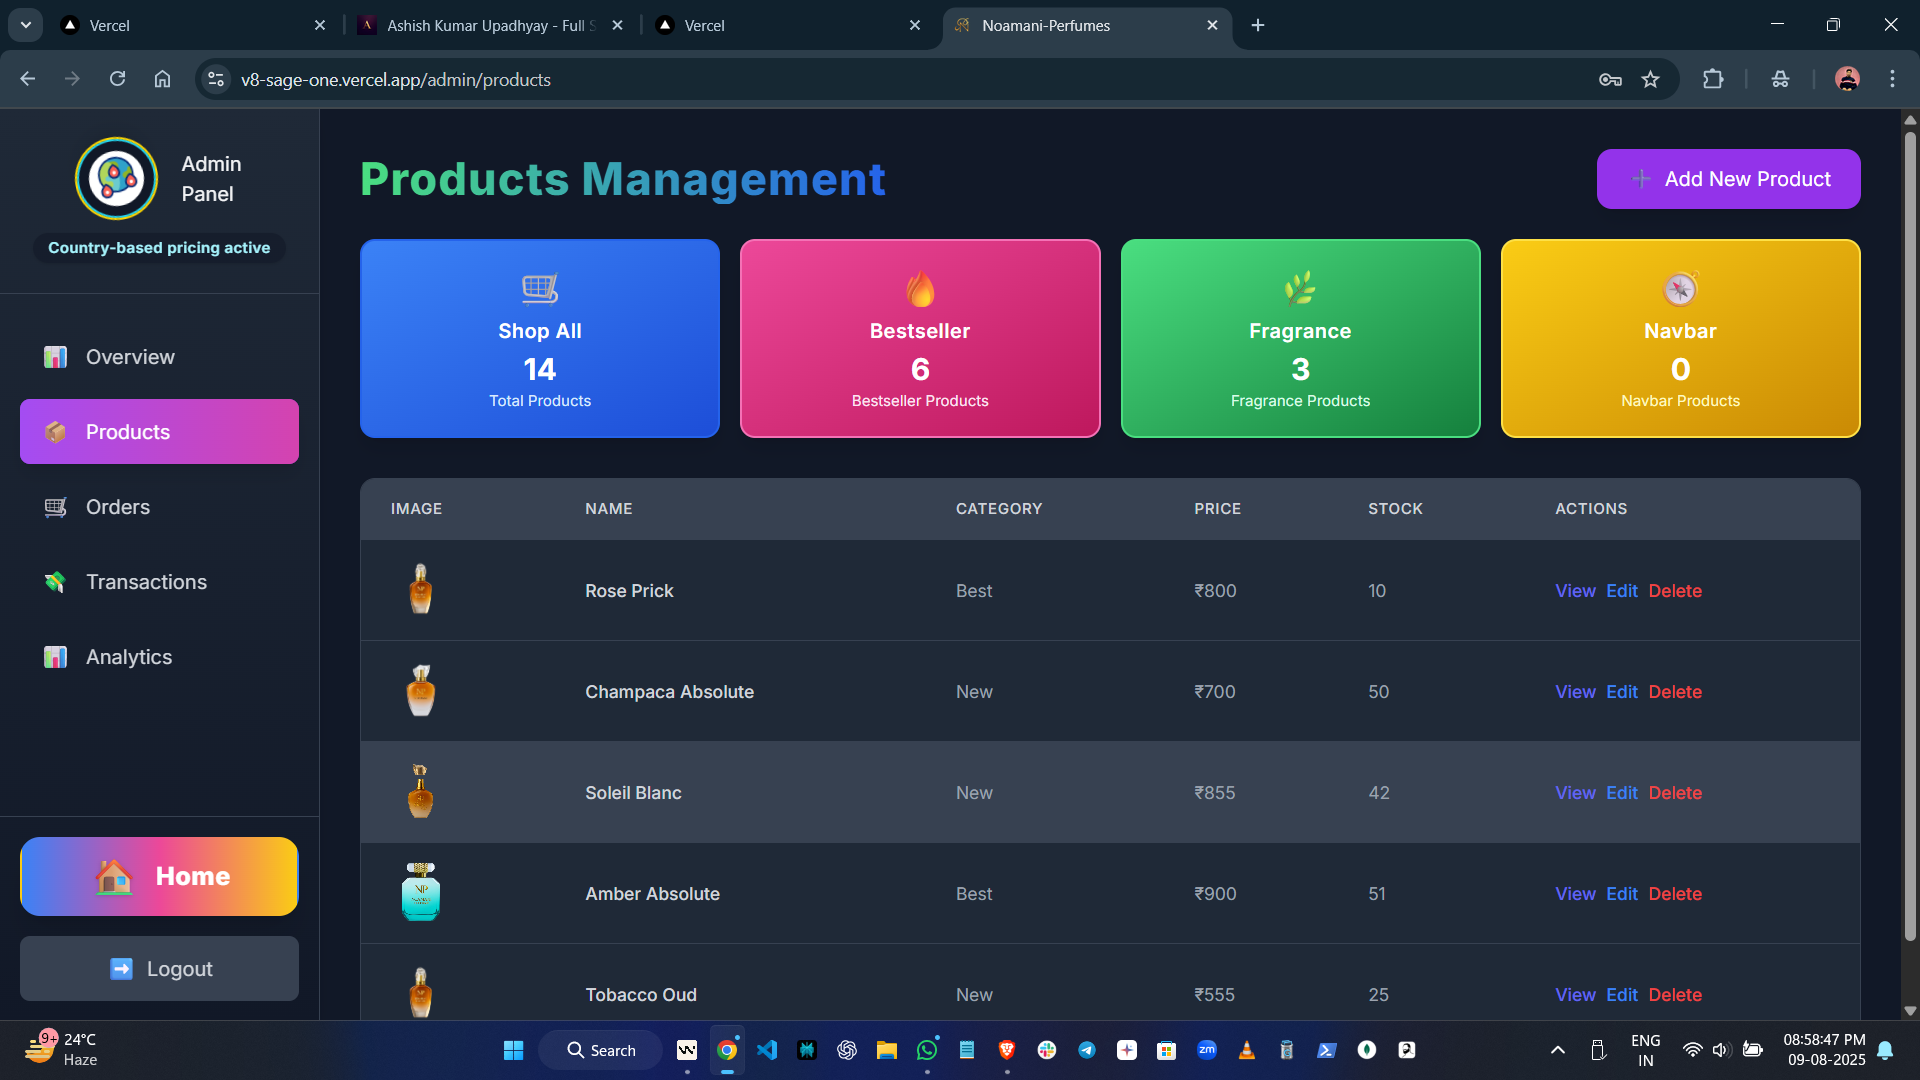 Vercel
Ashish Kumar Upadhyay - Full S
Vercel
Noamani-Perfumes
v8-sage-one.vercel.app/admin/products
Admin
Panel
Country-based pricing active
Overview
Products
Orders
Transactions
Analytics
Home
Logout
Products Management
Add New Product
Shop All
14
Total Products
Bestseller
6
Bestseller Products
Fragrance
3
Fragrance Products
Navbar
0
Navbar Products
IMAGE NAME CATEGORY PRICE STOCK ACTIONS
Rose Prick Best ₹800 10 View Edit Delete
Champaca Absolute New ₹700 50 View Edit Delete
Soleil Blanc New ₹855 42 View Edit Delete
Amber Absolute Best ₹900 51 View Edit Delete
Tobacco Oud New ₹555 25 View Edit Delete
9+
24°C
Haze
Search
zm
ENG
IN
08:58:47 PM
09-08-2025